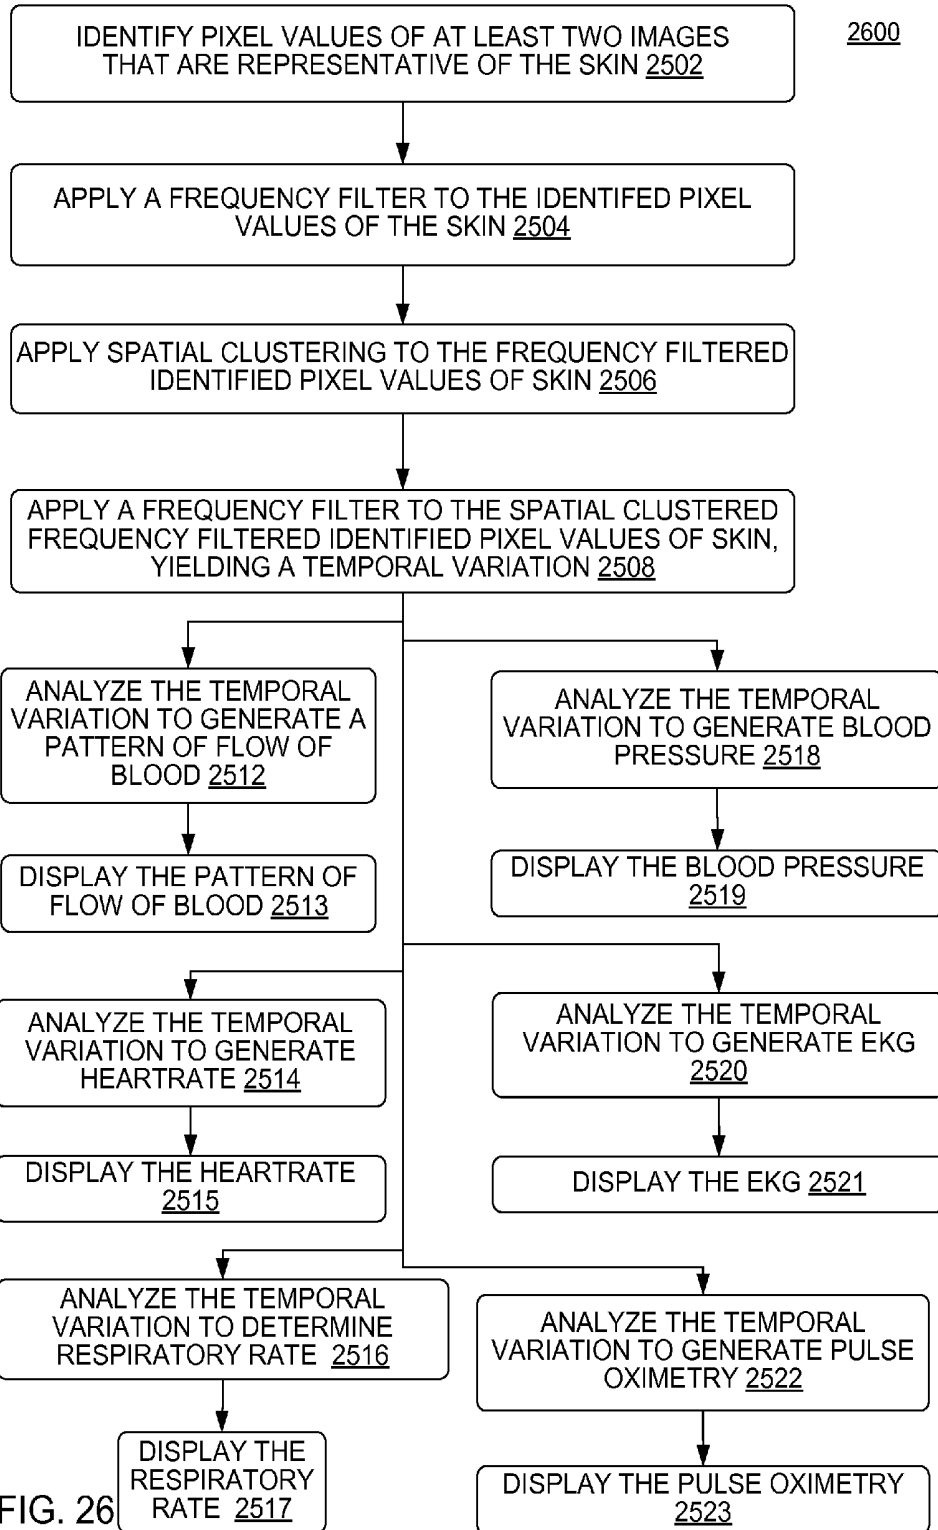 2600
IDENTIFY PIXEL VALUES OF AT LEAST TWO IMAGES
THAT ARE REPRESENTATIVE OF THE SKIN 2502
APPLY A FREQUENCY FILTER TO THE IDENTIFED PIXEL
VALUES OF THE SKIN 2504
APPLY SPATIAL CLUSTERING TO THE FREQUENCY FILTERED
IDENTIFIED PIXEL VALUES OF SKIN 2506
APPLY A FREQUENCY FILTER TO THE SPATIAL CLUSTERED
FREQUENCY FILTERED IDENTIFIED PIXEL VALUES OF SKIN,
YIELDING A TEMPORAL VARIATION 2508
ANALYZE THE TEMPORAL
VARIATION TO GENERATE A
PATTERN OF FLOW OF
BLOOD 2512
DISPLAY THE PATTERN OF
FLOW OF BLOOD 2513
ANALYZE THE TEMPORAL
VARIATION TO GENERATE BLOOD
PRESSURE 2518
DISPLAY THE BLOOD PRESSURE
2519
ANALYZE THE TEMPORAL
VARIATION TO GENERATE
HEARTRATE 2514
DISPLAY THE HEARTRATE
2515
ANALYZE THE TEMPORAL
VARIATION TO GENERATE EKG
2520
DISPLAY THE EKG 2521
ANALYZE THE TEMPORAL
VARIATION TO DETERMINE
RESPIRATORY RATE 2516
DISPLAY THE
RESPIRATORY
RATE 2517
ANALYZE THE TEMPORAL
VARIATION TO GENERATE PULSE
OXIMETRY 2522
DISPLAY THE PULSE OXIMETRY
2523
FIG. 26